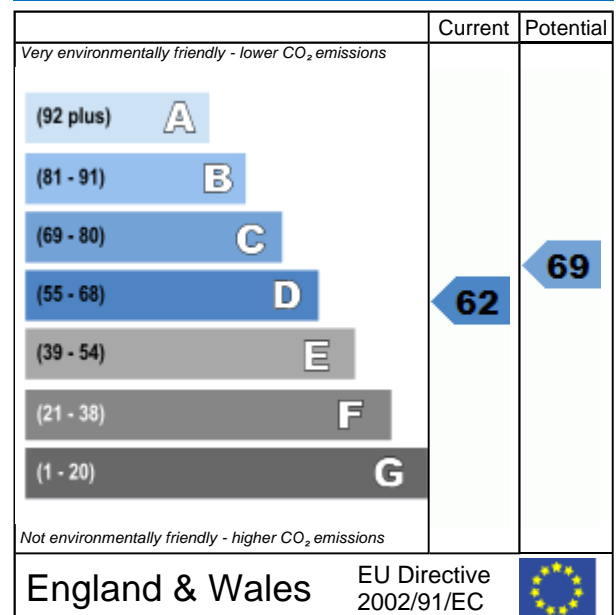 Current Potential
Very environmentally friendly - lower CO₂ emissions
(92 plus) A
(81 - 91) B
(69 - 80) C
(55 - 68) D
(39 - 54) E
(21 - 38) F
(1 - 20) G
62
69
Not environmentally friendly - higher CO₂ emissions
England & Wales
EU Directive
2002/91/EC